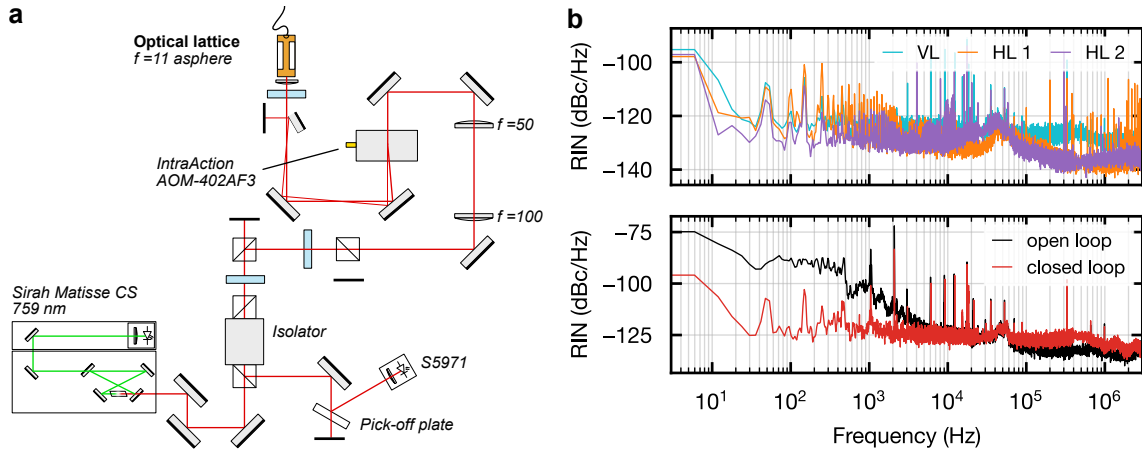 a
Optical lattice
f =11 asphere
f =50
IntraAction
AOM-402AF3
f =100
Sirah Matisse CS
759 nm
Isolator
S5971
Pick-off plate
b
RIN (dBc/Hz)
−100
−120
−140
VL
HL 1
HL 2
RIN (dBc/Hz)
−75
−100
−125
open loop
closed loop
10¹
10²
10³
10⁴
10⁵
10⁶
Frequency (Hz)